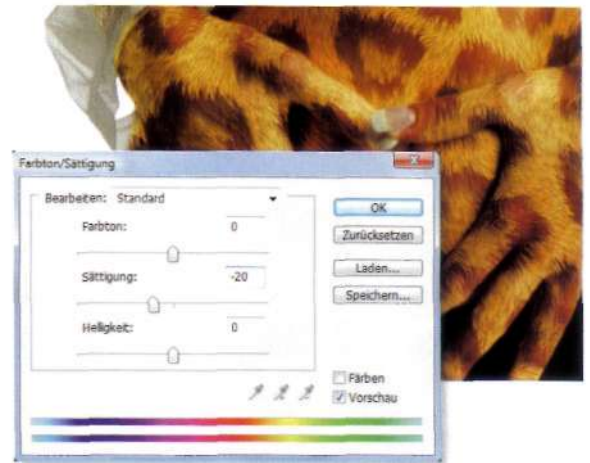 Farbton/Sättigung
Bearbeiten: Standard
OK
Farbton: 0
Zurücksetzen
Sättigung: -20
Laden...
Speichern...
Helligkeit: 0
Färben
Vorschau